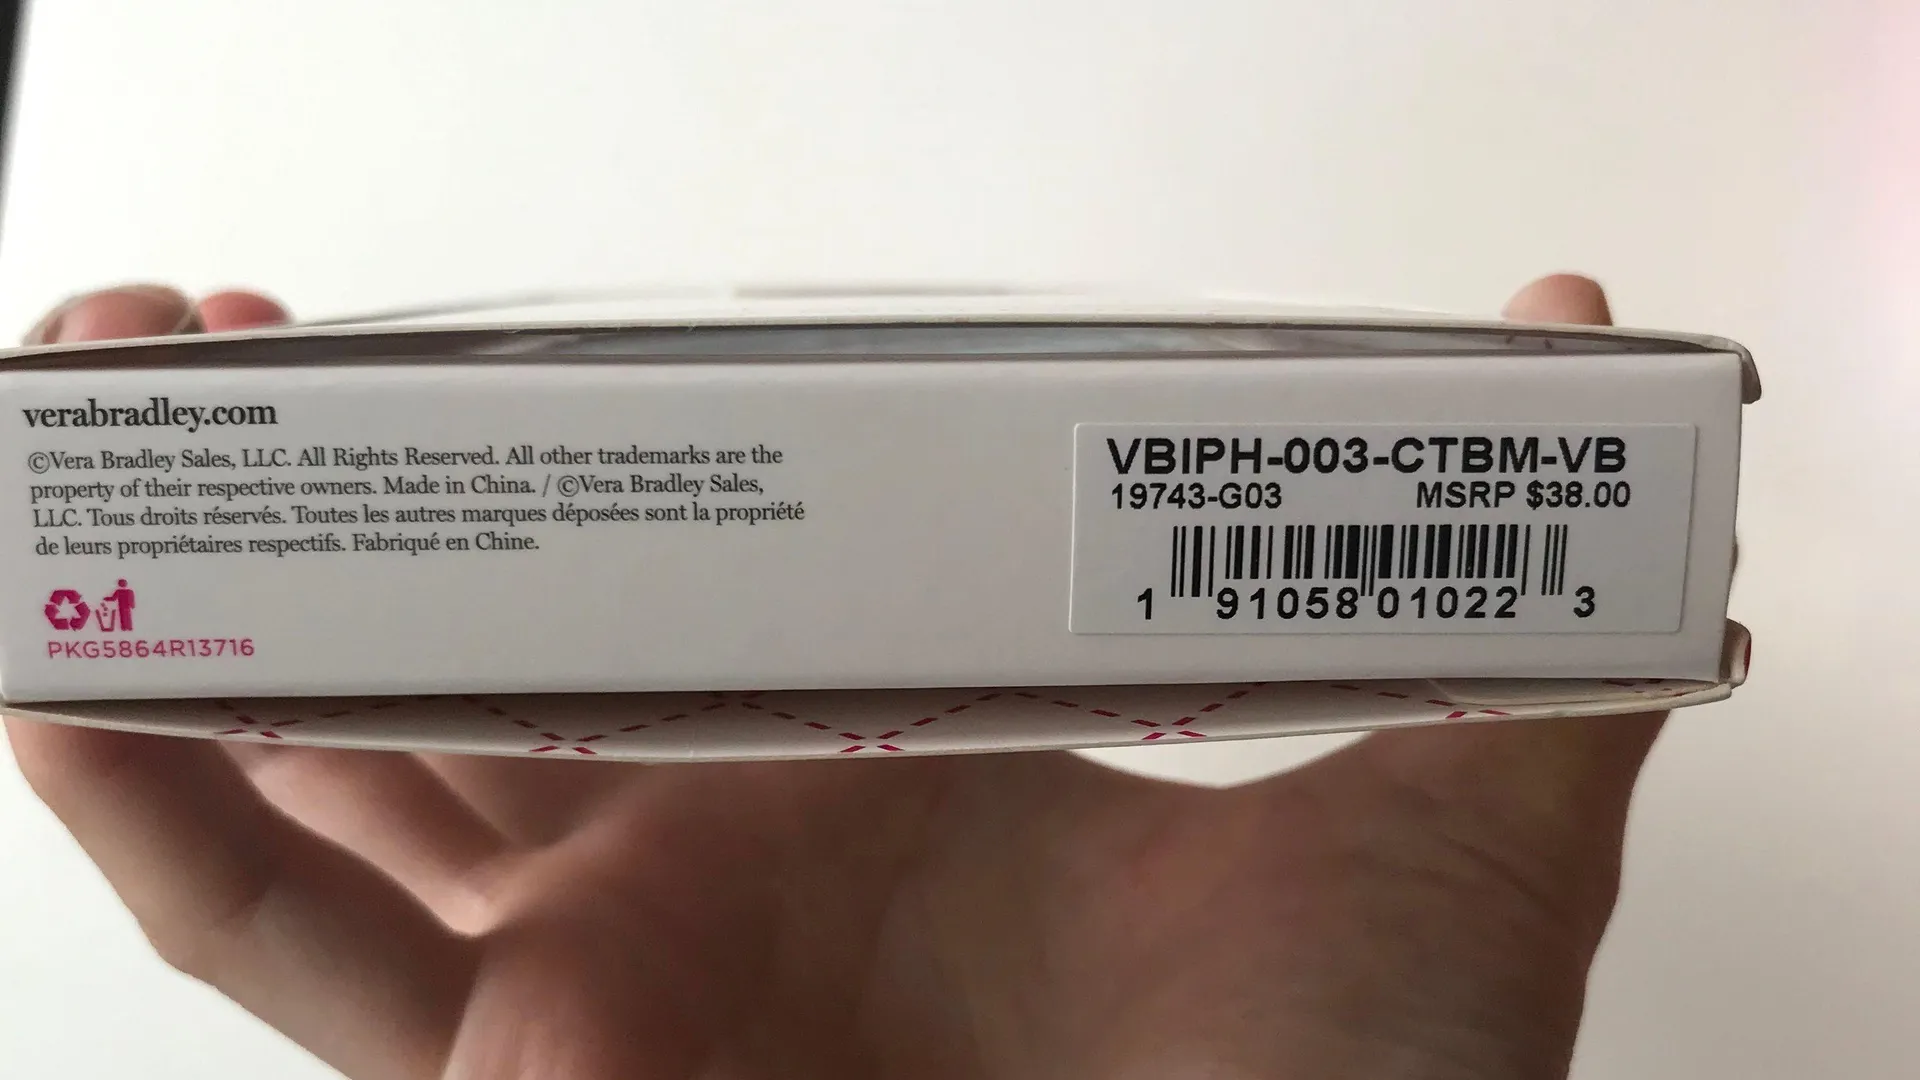 verabradley.com
©Vera Bradley Sales, LLC. All Rights Reserved. All other trademarks are the
property of their respective owners. Made in China. / ©Vera Bradley Sales,
LLC. Tous droits réservés. Toutes les autres marques déposées sont la propriété
de leurs propriétaires respectifs. Fabriqué en Chine.
PKG5864R13716
VBIPH-003-CTBM-VB
19743-G03 MSRP $38.00
1 91058 01022 3